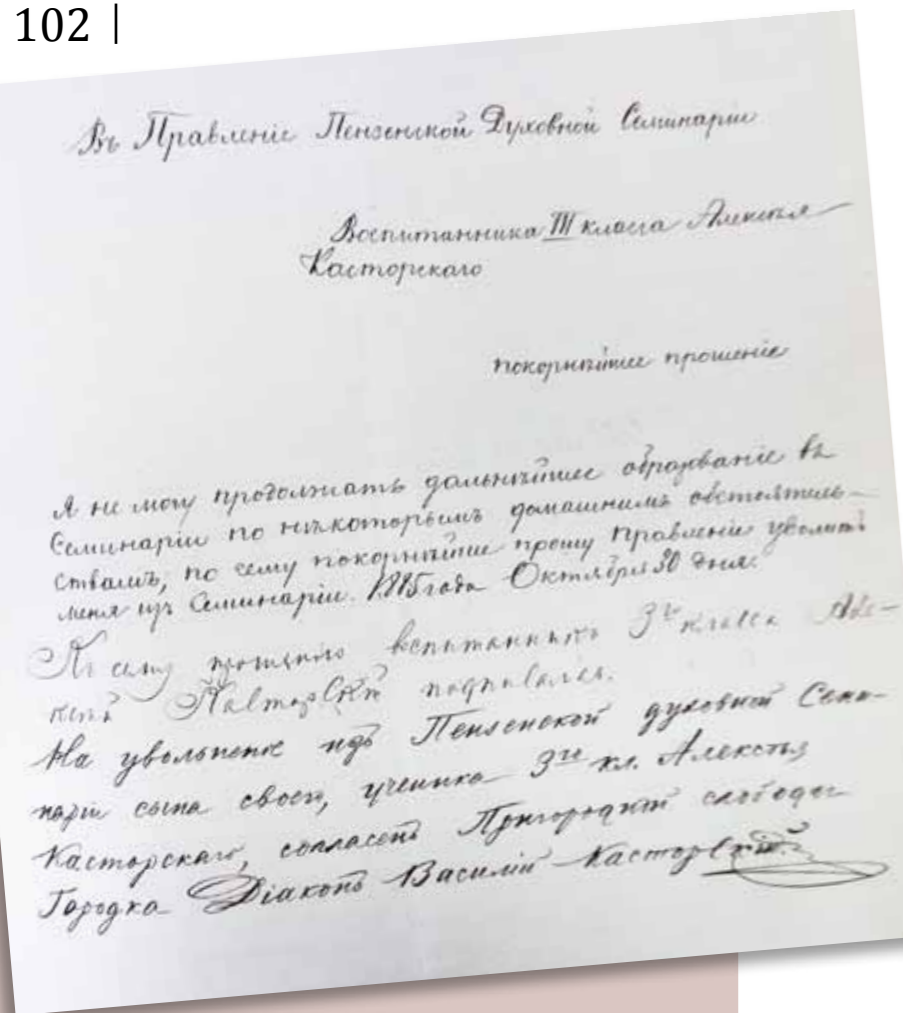 102 |
Въ Правленіе Пензенской Духовной Семинаріи
Воспитанника III класса Алексѣя
Касторскаго
покорнѣйшее прошеніе
Я не могу продолжать дальнѣйшее образованіе въ
Семинаріи по нѣкоторымъ домашнимъ обстоятель-
ствамъ, по сему покорнѣйше прошу Правленіе уволить
меня изъ Семинаріи. года Октября 30 дня.
Къ сему прошенію воспитанникъ 3го класса Але-
ксѣй Касторскій подписался.
На увольненіе изъ Пензенской духовной Семи-
наріи сына своего, ученика 3го кл. Алексѣя
Касторскаго, согласенъ Пригородной слободы
Городка Діаконъ Василій Касторскій.